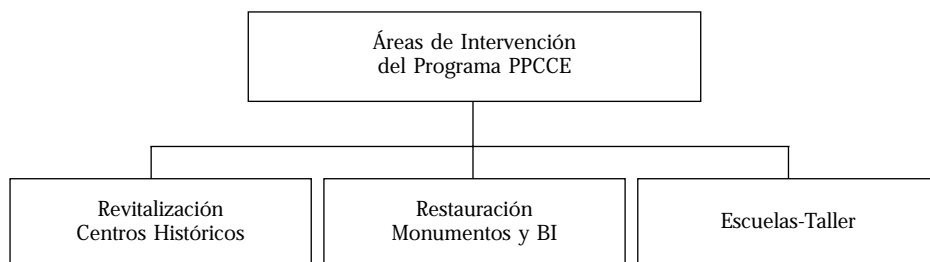 Áreas de Intervención
del Programa PPCCE
Revitalización
Centros Históricos
Restauración
Monumentos y BI
Escuelas-Taller